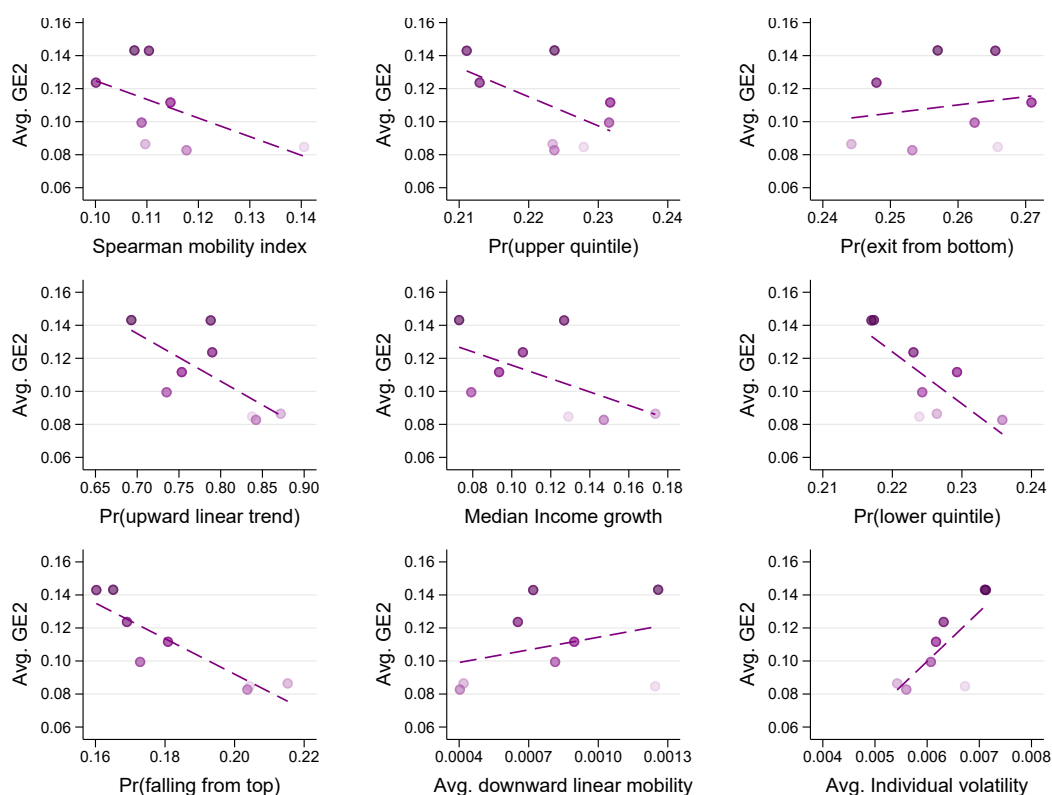 0.16
0.14
0.12
0.10
0.08
0.06
Avg. GE2
0.10 0.11 0.12 0.13 0.14
Spearman mobility index
0.16
0.14
0.12
0.10
0.08
0.06
Avg. GE2
0.21 0.22 0.23 0.24
Pr(upper quintile)
0.16
0.14
0.12
0.10
0.08
0.06
Avg. GE2
0.24 0.25 0.26 0.27
Pr(exit from bottom)
0.16
0.14
0.12
0.10
0.08
0.06
Avg. GE2
0.65 0.70 0.75 0.80 0.85 0.90
Pr(upward linear trend)
0.16
0.14
0.12
0.10
0.08
0.06
Avg. GE2
0.08 0.10 0.12 0.14 0.16 0.18
Median Income growth
0.16
0.14
0.12
0.10
0.08
0.06
Avg. GE2
0.21 0.22 0.23 0.24
Pr(lower quintile)
0.16
0.14
0.12
0.10
0.08
0.06
Avg. GE2
0.16 0.18 0.20 0.22
Pr(falling from top)
0.16
0.14
0.12
0.10
0.08
0.06
Avg. GE2
0.0004 0.0007 0.0010 0.0013
Avg. downward linear mobility
0.16
0.14
0.12
0.10
0.08
0.06
Avg. GE2
0.004 0.005 0.006 0.007 0.008
Avg. Individual volatility